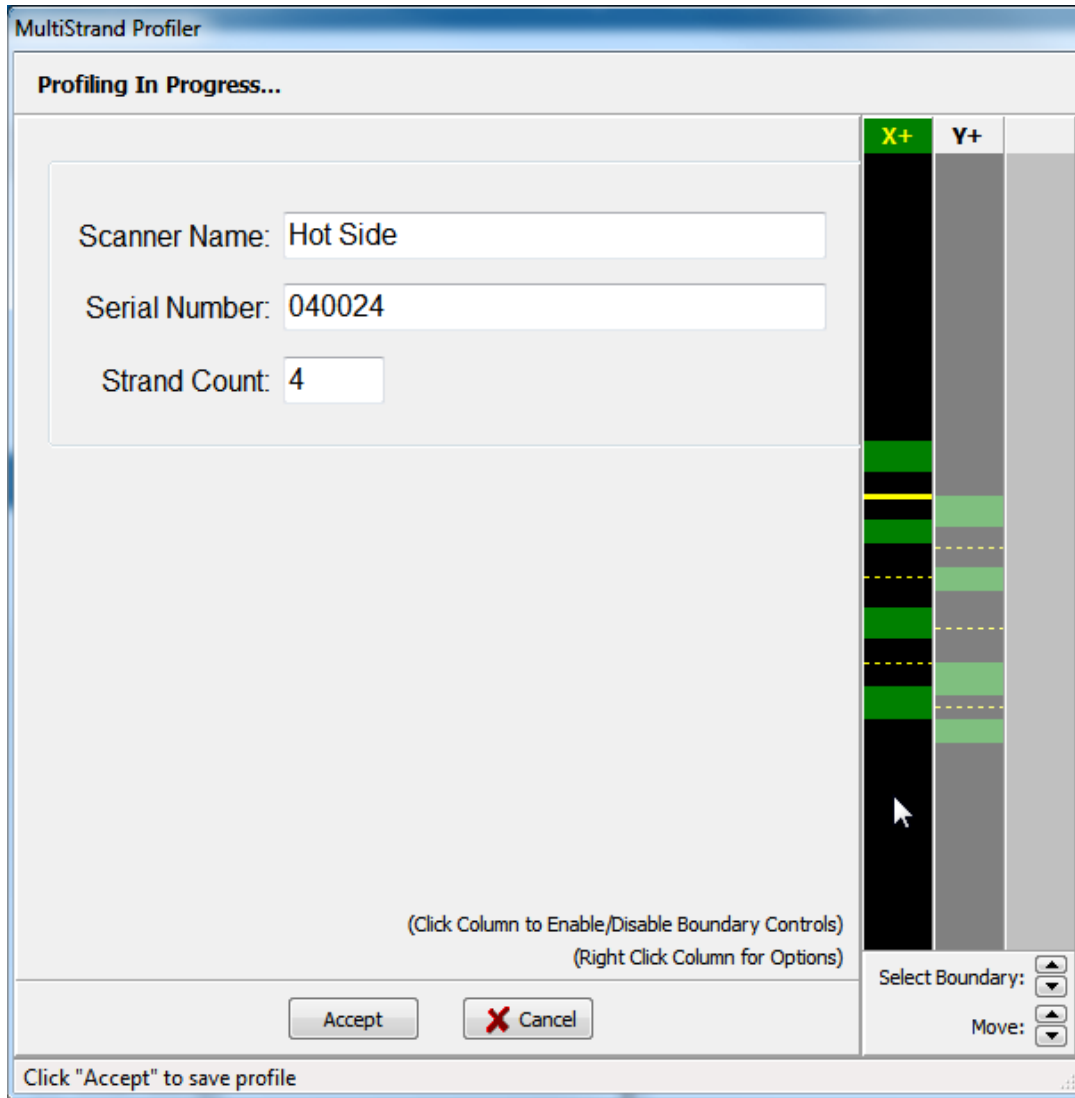 MultiStrand Profiler
Profiling In Progress...
X+ Y+
Scanner Name: Hot Side
Serial Number: 040024
Strand Count: 4
(Click Column to Enable/Disable Boundary Controls)
(Right Click Column for Options)
Select Boundary:
Move:
Accept Cancel
Click "Accept" to save profile